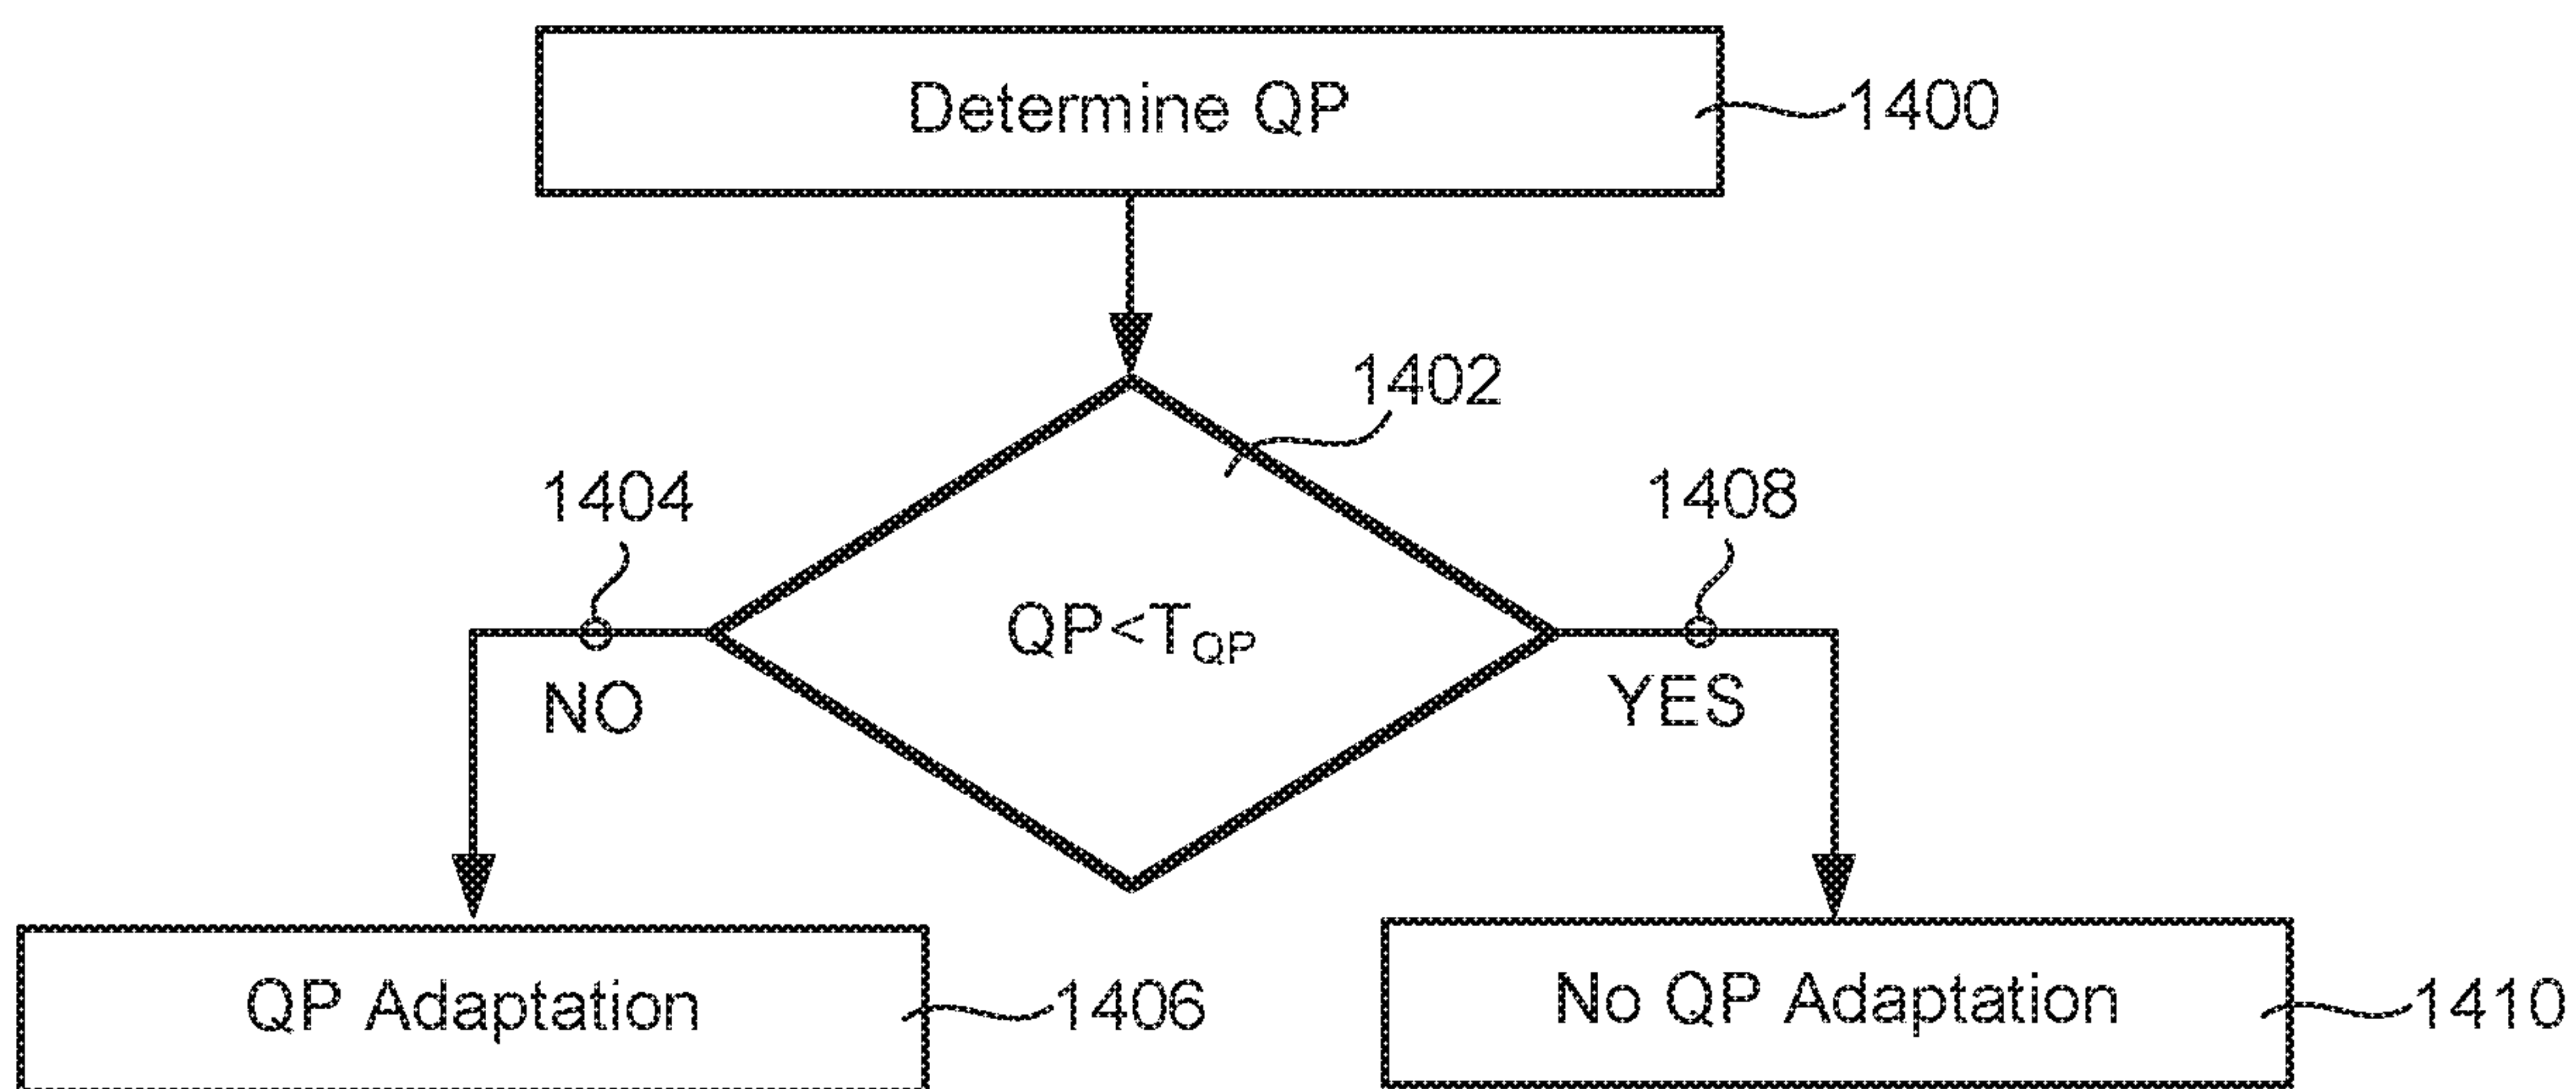 Determine QP
1400
1402
1404
1408
QP<T_QP
NO
YES
QP Adaptation
1406
No QP Adaptation
1410